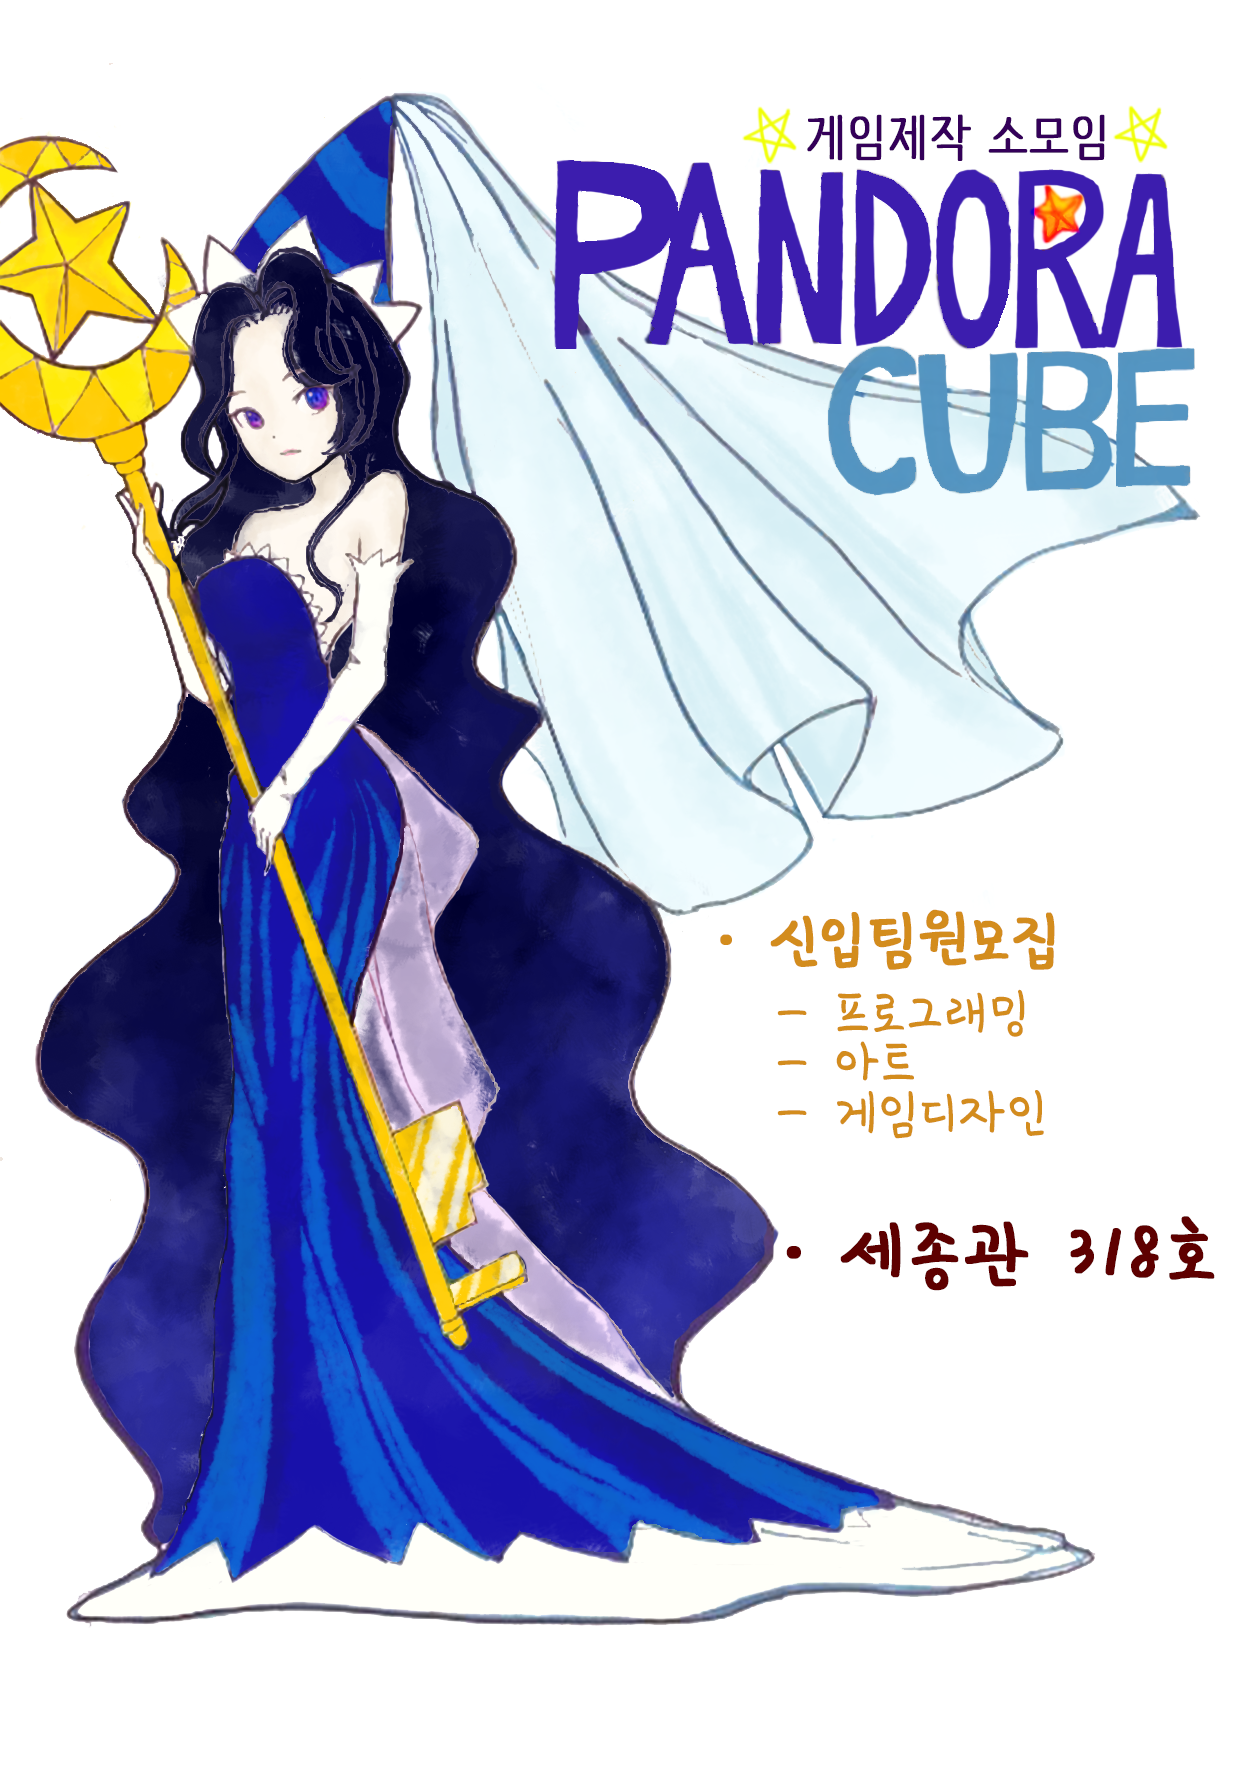 게임제작 소모임
PANDORA
CUBE
· 신입팀원모집
- 프로그래밍
- 아트
- 게임디자인
· 세종관 318호